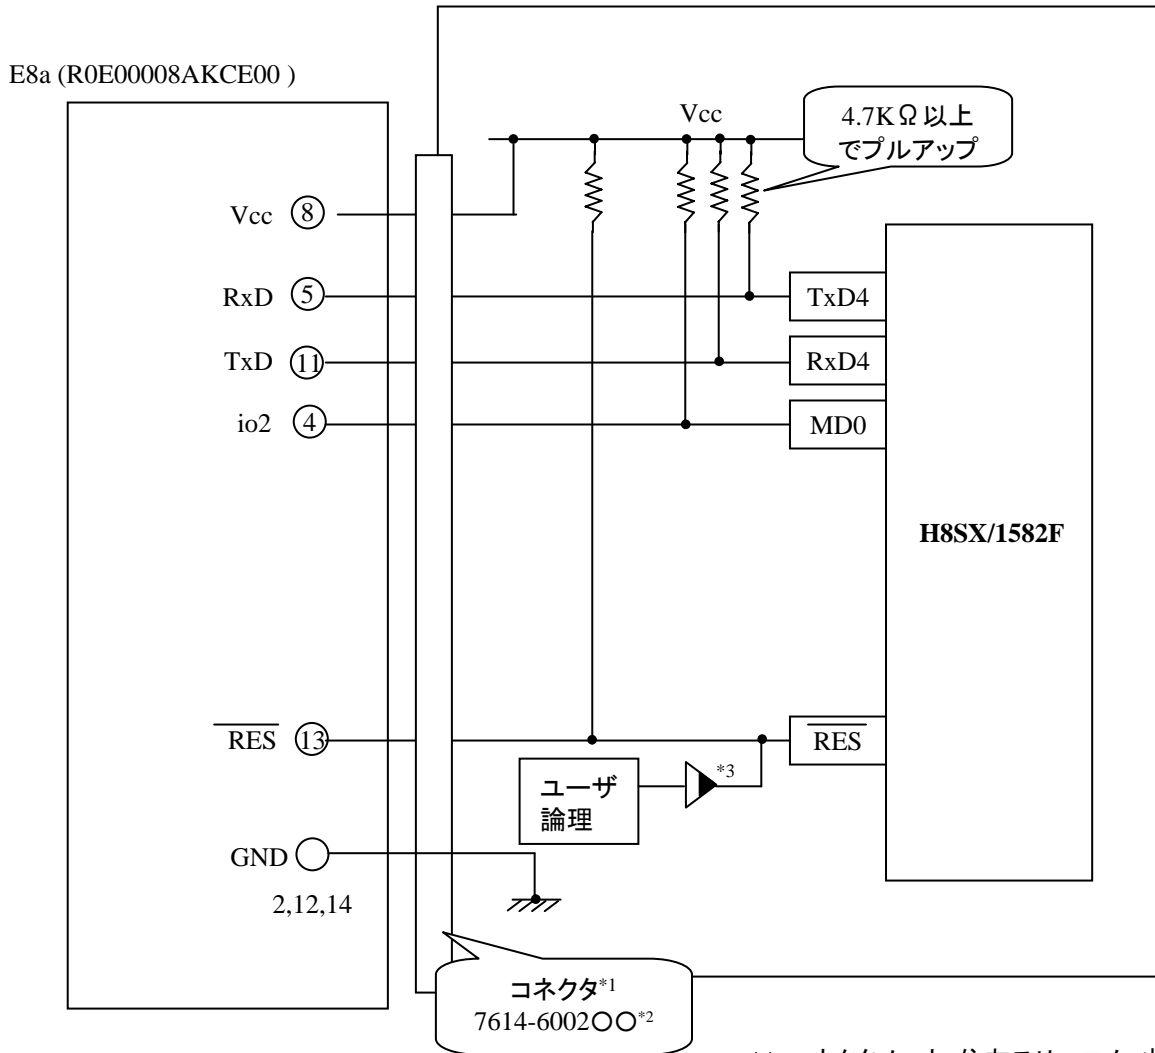 E8a (R0E00008AKCE00 )
Vcc
4.7KΩ以上
でプルアップ
Vcc 8
RxD 5
TxD4
TxD 11
RxD4
io2 4
MD0
H8SX/1582F
RES 13
RES
*3
ユーザ
論理
GND
2,12,14
コネクタ*1
7614-6002〇〇*2